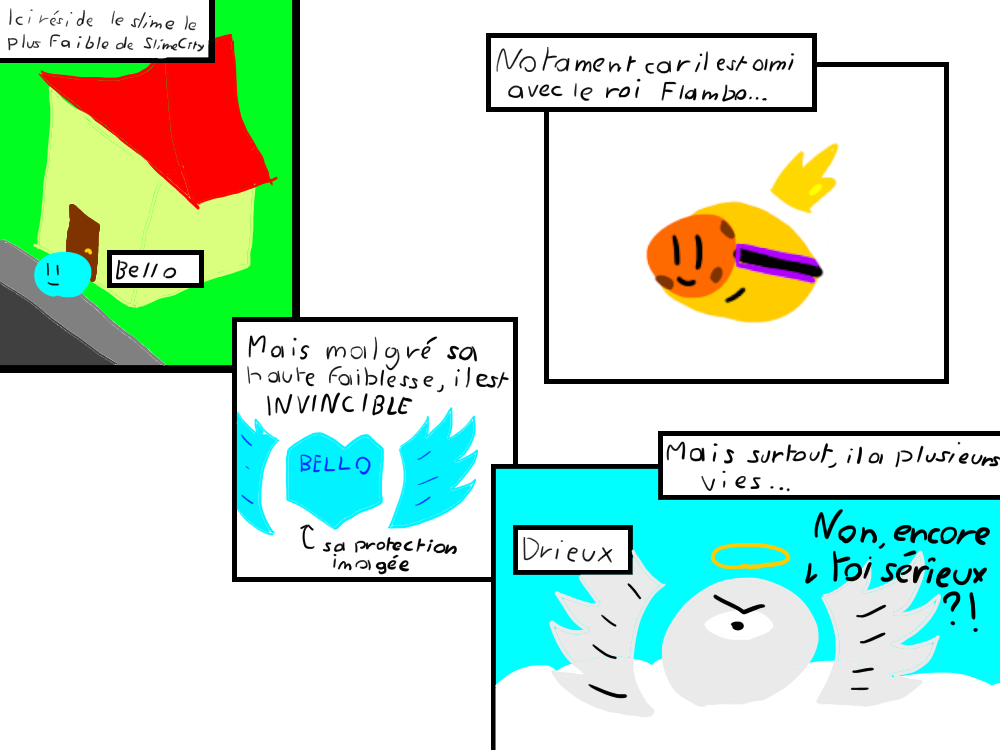 Ici réside le slime le
plus Faible de SlimeCity
Bello
Notament car il est ami
avec le roi Flambo...
Mais malgré sa
haute Faiblesse, il est
INVINCIBLE
BELLO
sa protection
imagée
Mais surtout, il a plusieurs
vies...
Drieux
Non, encore
toi sérieux
?!